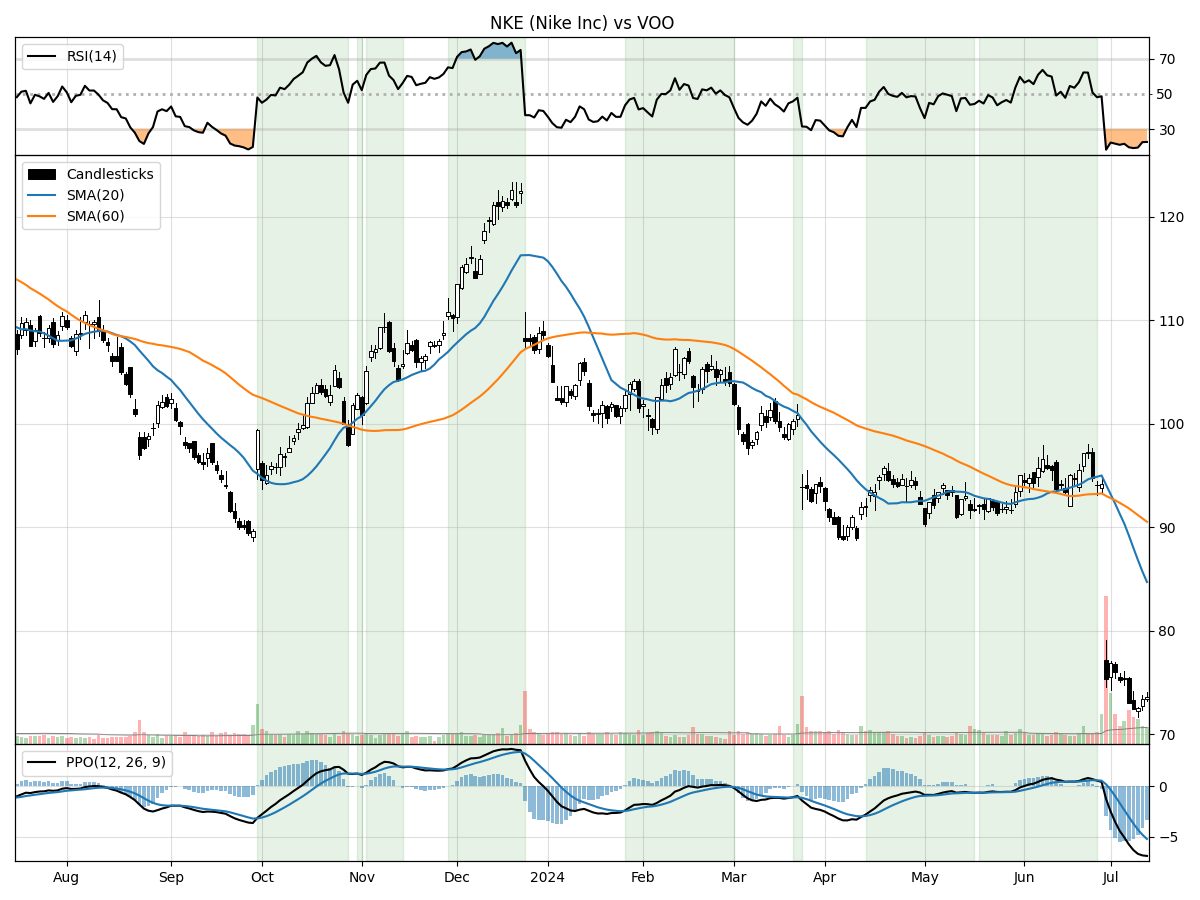 NKE (Nike Inc) vs VOO
RSI(14)
70
50
30
Candlesticks
SMA(20)
SMA(60)
120
110
100
90
80
70
PPO(12, 26, 9)
0
−5
Aug Sep Oct Nov Dec 2024 Feb Mar Apr May Jun Jul